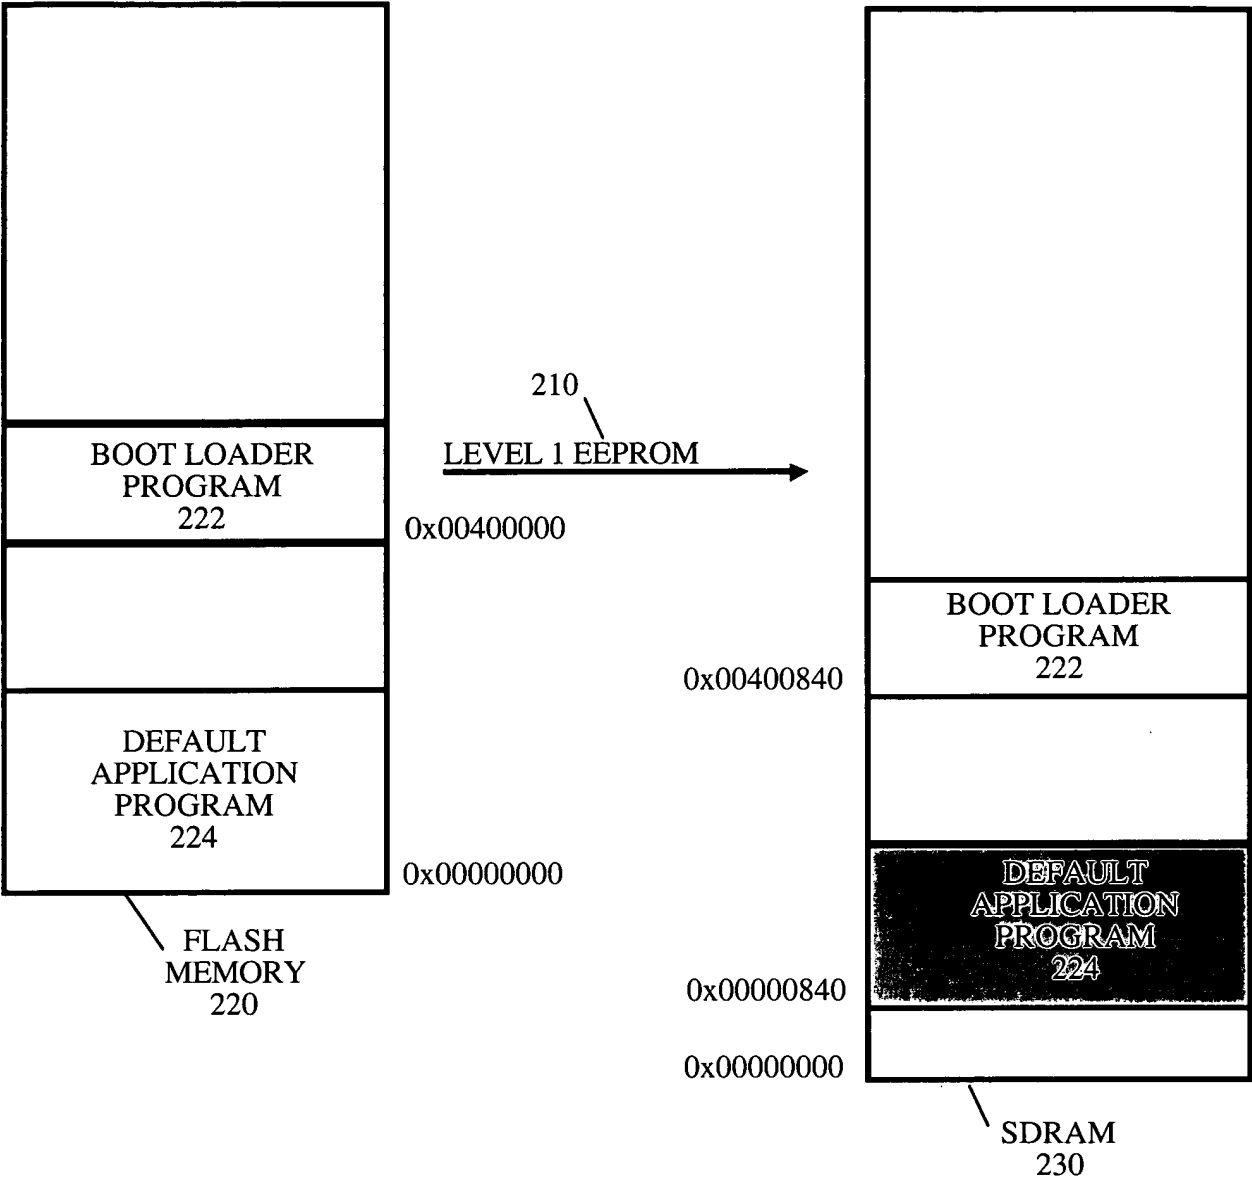 BOOT LOADER
PROGRAM
222
0x00400000
DEFAULT
APPLICATION
PROGRAM
224
0x00000000
FLASH
MEMORY
220
210
LEVEL 1 EEPROM
BOOT LOADER
PROGRAM
222
0x00400840
DEFAULT
APPLICATION
PROGRAM
224
0x00000840
0x00000000
SDRAM
230